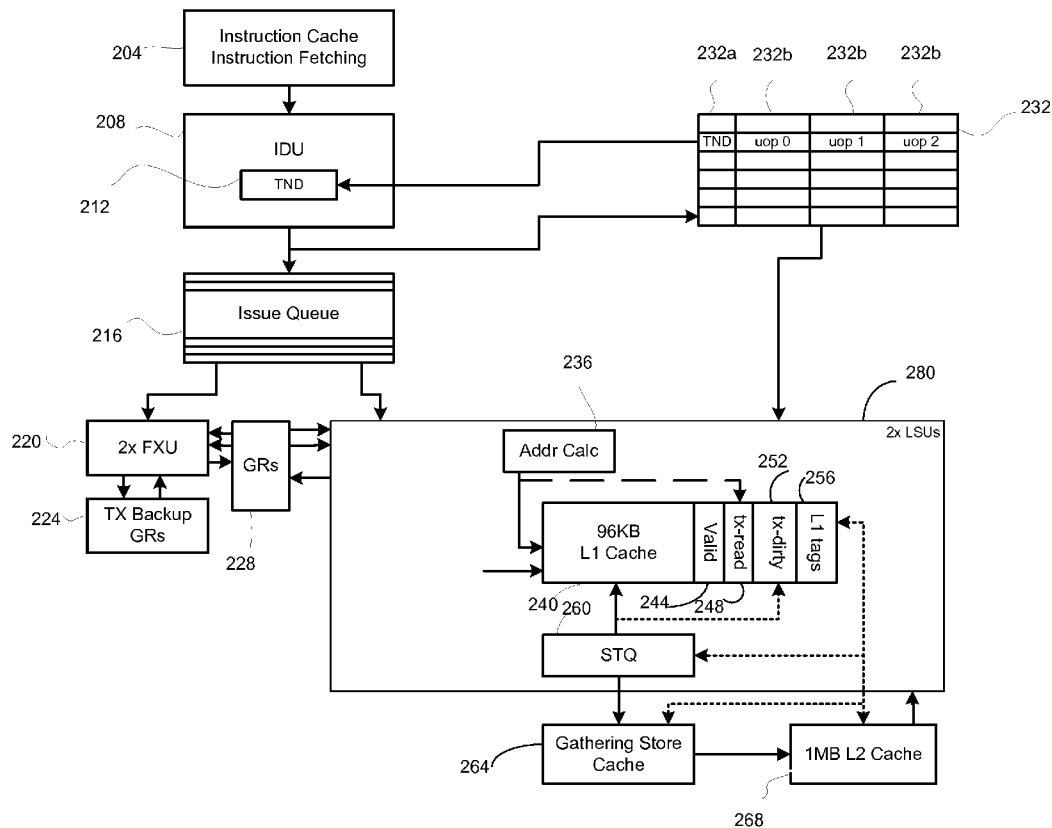 204
Instruction Cache
Instruction Fetching
232a 232b 232b 232b
232
TND uop 0 uop 1 uop 2
208
IDU
TND
212
216
Issue Queue
236
280
2x LSUs
220
2x FXU
GRs
Addr Calc
252
256
224
TX Backup
GRs
228
96KB
L1 Cache
Valid
tx-read
tx-dirty
L1 tags
240
260
244
248
STQ
264
Gathering Store
Cache
1MB L2 Cache
268